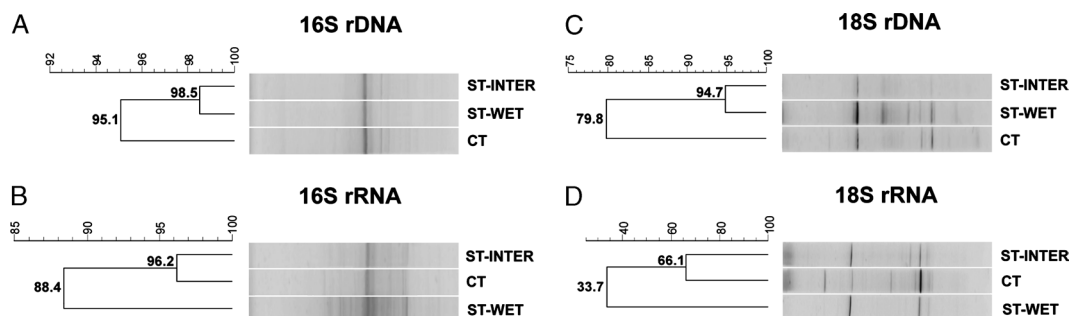 A
16S rDNA
92 94 96 98 100
98.5
95.1
ST-INTER
ST-WET
CT
C
18S rDNA
75 80 85 90 95 100
94.7
79.8
ST-INTER
ST-WET
CT
B
16S rRNA
85 90 95 100
96.2
88.4
ST-INTER
CT
ST-WET
D
18S rRNA
40 60 80 100
66.1
33.7
ST-INTER
CT
ST-WET